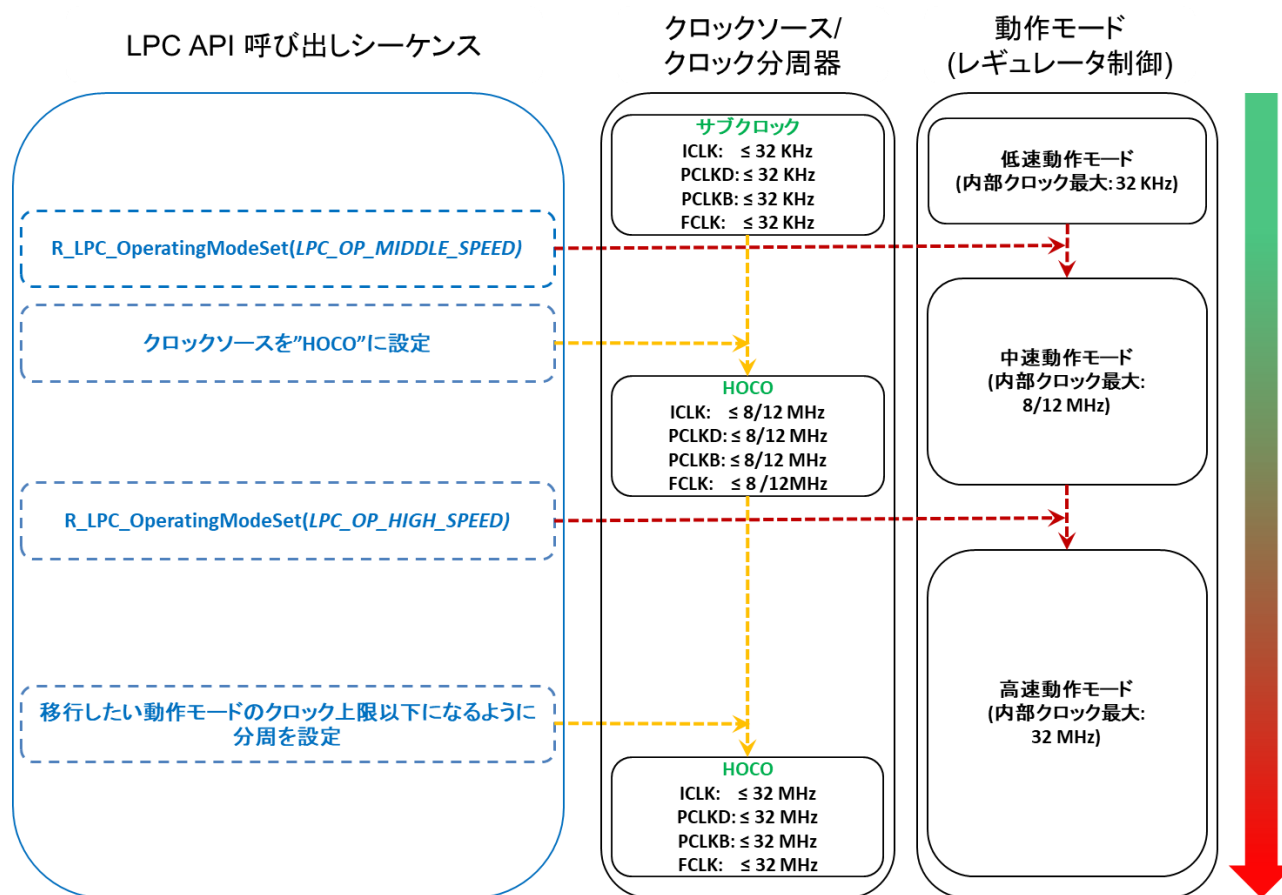 LPC API 呼び出しシーケンス
クロックソース/
クロック分周器
動作モード
(レギュレータ制御)
サブクロック
ICLK: ≤ 32 KHz
PCLKD: ≤ 32 KHz
PCLKB: ≤ 32 KHz
FCLK: ≤ 32 KHz
低速動作モード
(内部クロック最大: 32 KHz)
R_LPC_OperatingModeSet(LPC_OP_MIDDLE_SPEED)
クロックソースを”HOCO”に設定
中速動作モード
(内部クロック最大:
8/12 MHz)
HOCO
ICLK: ≤ 8/12 MHz
PCLKD: ≤ 8/12 MHz
PCLKB: ≤ 8/12 MHz
FCLK: ≤ 8 /12MHz
R_LPC_OperatingModeSet(LPC_OP_HIGH_SPEED)
移行したい動作モードのクロック上限以下になるように
分周を設定
高速動作モード
(内部クロック最大:
32 MHz)
HOCO
ICLK: ≤ 32 MHz
PCLKD: ≤ 32 MHz
PCLKB: ≤ 32 MHz
FCLK: ≤ 32 MHz